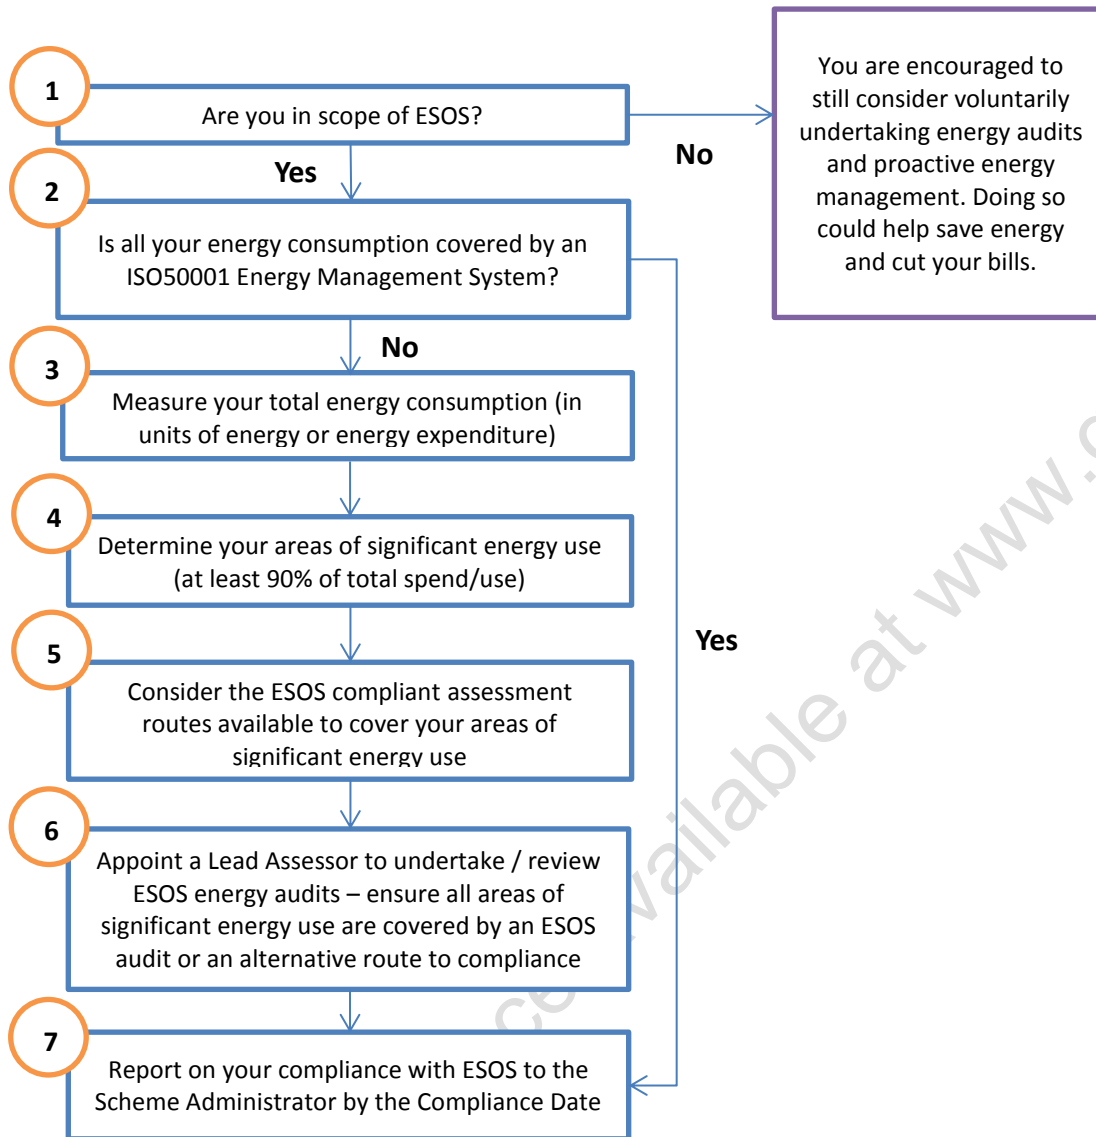 1
Are you in scope of ESOS?
You are encouraged to
still consider voluntarily
undertaking energy audits
and proactive energy
management. Doing so
could help save energy
and cut your bills.
No
Yes
2
Is all your energy consumption covered by an
ISO50001 Energy Management System?
No
3
Measure your total energy consumption (in
units of energy or energy expenditure)
4
Determine your areas of significant energy use
(at least 90% of total spend/use)
Yes
5
Consider the ESOS compliant assessment
routes available to cover your areas of
significant energy use
6
Appoint a Lead Assessor to undertake / review
ESOS energy audits – ensure all areas of
significant energy use are covered by an ESOS
audit or an alternative route to compliance
7
Report on your compliance with ESOS to the
Scheme Administrator by the Compliance Date
available at www.